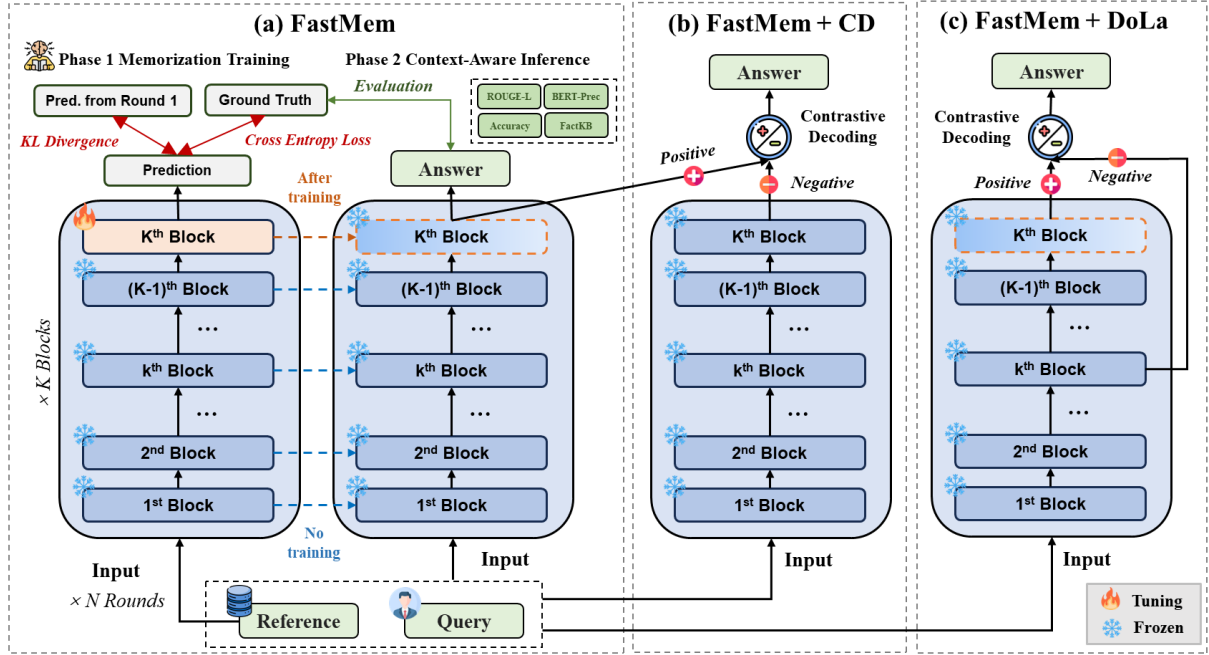 (a) FastMem
Phase 1 Memorization Training
Phase 2 Context-Aware Inference
Pred. from Round 1
Ground Truth
Evaluation
ROUGE-L
BERT-Prec
Accuracy
FactKB
KL Divergence
Cross Entropy Loss
Prediction
Answer
After
training
Kth Block
(K-1)th Block
...
kth Block
...
2nd Block
1st Block
× K Blocks
Kth Block
(K-1)th Block
...
kth Block
...
2nd Block
1st Block
No
training
Input
× N Rounds
Input
Reference
Query
(b) FastMem + CD
Answer
Contrastive
Decoding
Positive
Negative
Kth Block
(K-1)th Block
...
kth Block
...
2nd Block
1st Block
Input
(c) FastMem + DoLa
Answer
Contrastive
Decoding
Positive
Negative
Kth Block
(K-1)th Block
...
kth Block
...
2nd Block
1st Block
Input
Tuning
Frozen